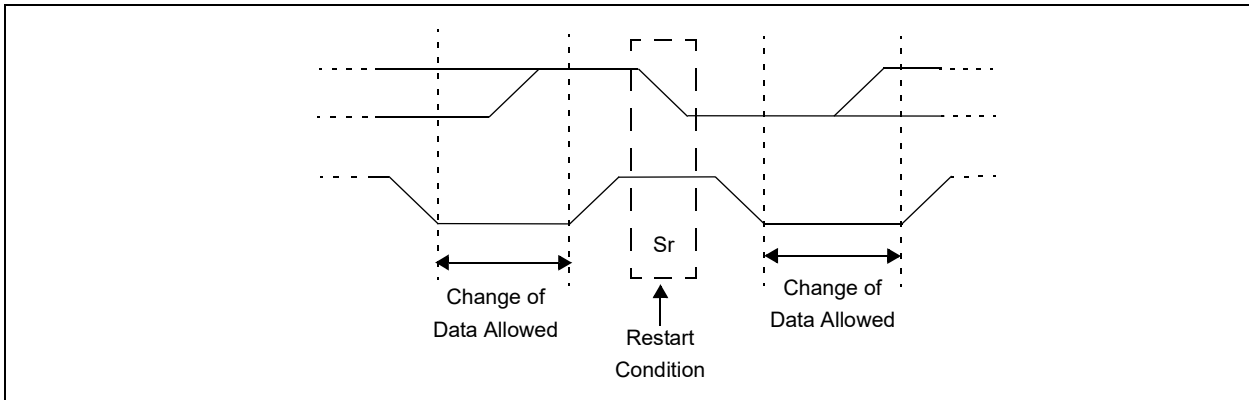 Sr
Change of
Data Allowed
Restart
Condition
Change of
Data Allowed